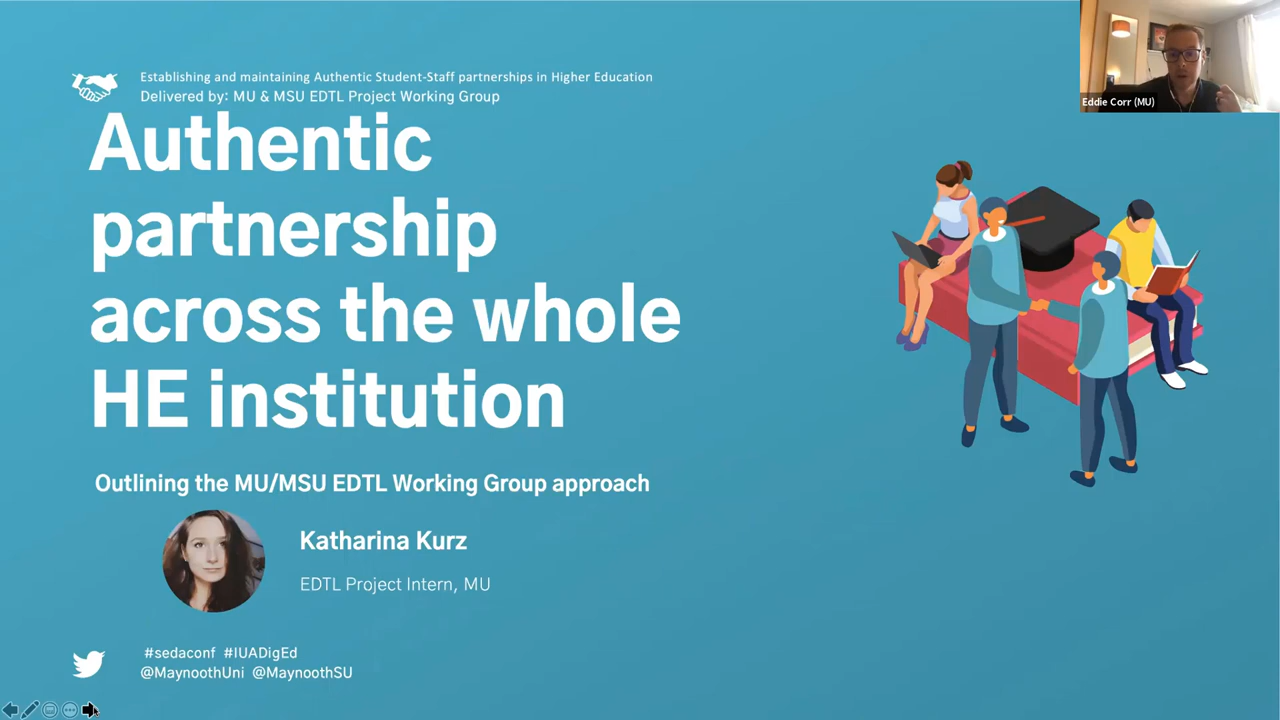 Establishing and maintaining Authentic Student-Staff partnerships in Higher Education
Delivered by: MU & MSU EDTL Project Working Group
Authentic
partnership
across the whole
HE institution
Outlining the MU/MSU EDTL Working Group approach
Katharina Kurz
EDTL Project Intern, MU
#sedaconf #IUADigEd
@MaynoothUni @MaynoothSU
Eddie Corr (MU)